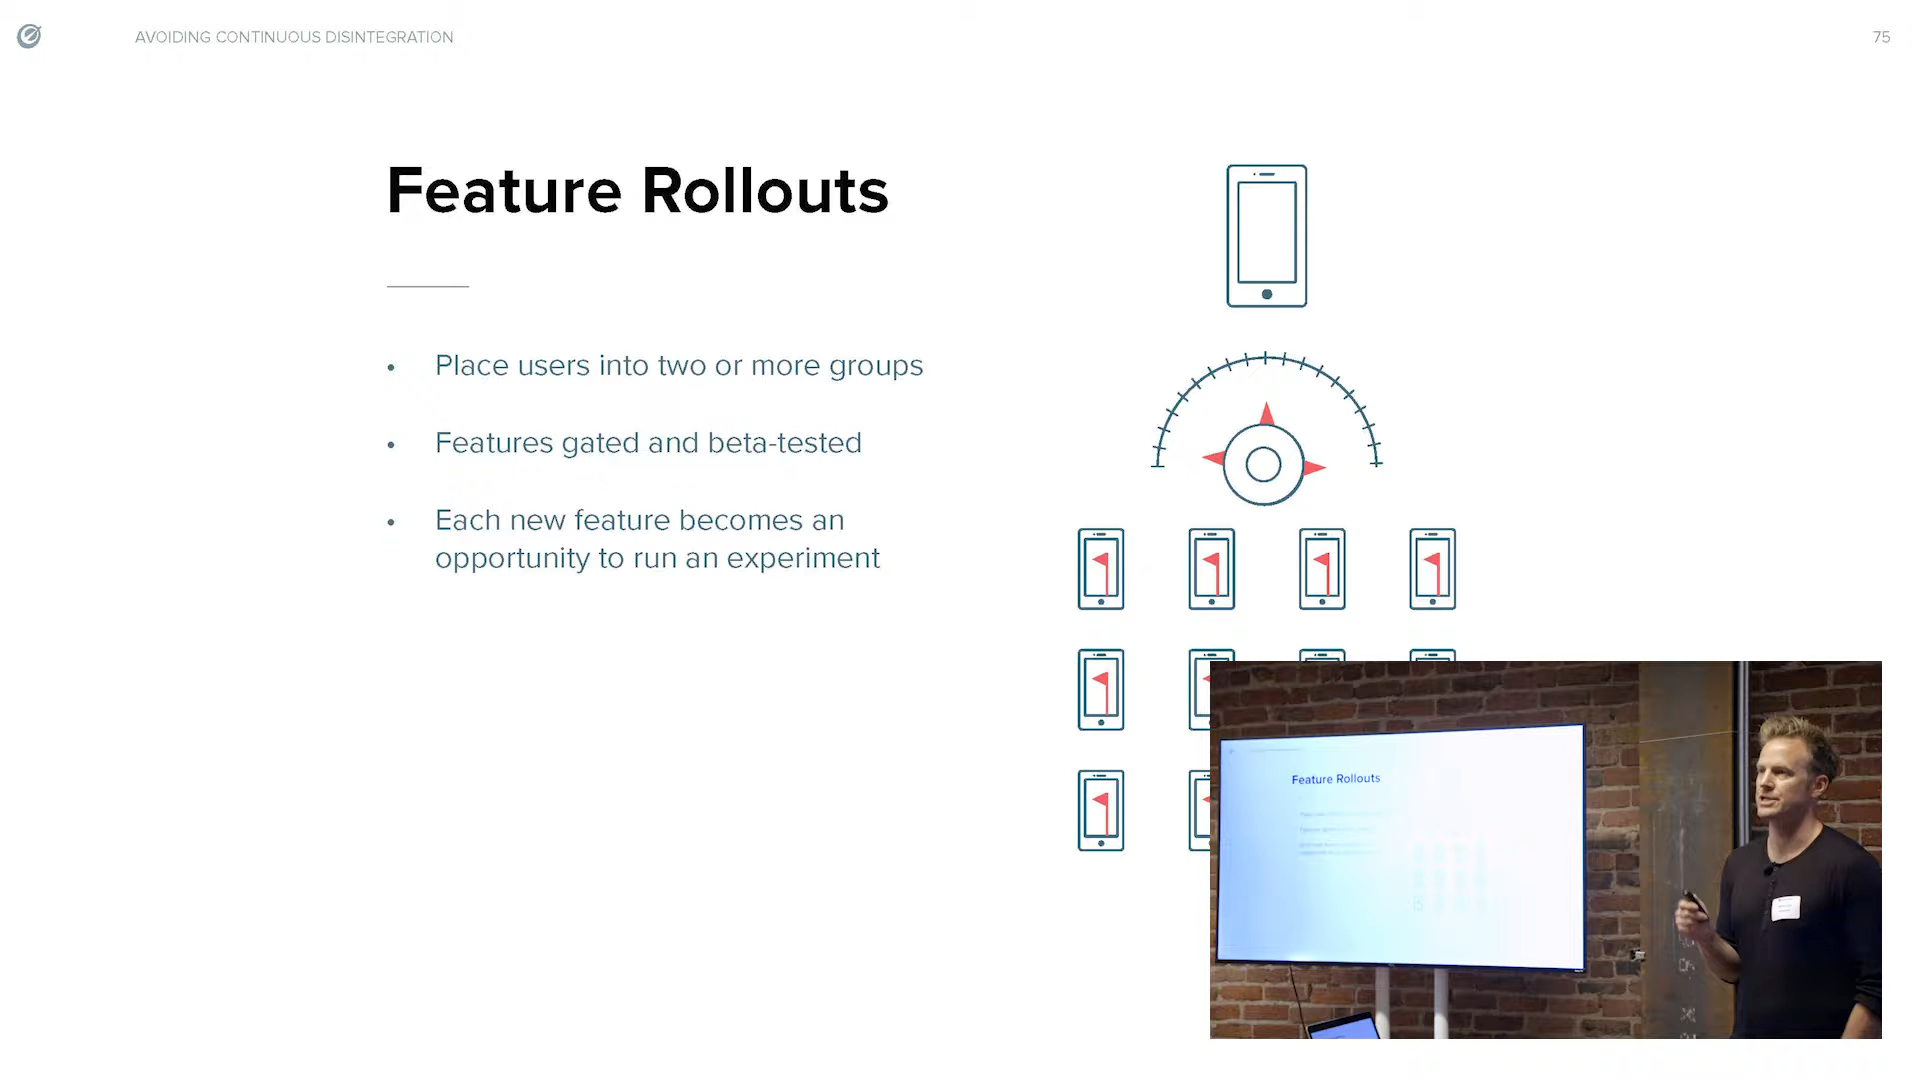 AVOIDING CONTINUOUS DISINTEGRATION
75
Feature Rollouts
• Place users into two or more groups
• Features gated and beta-tested
• Each new feature becomes an
opportunity to run an experiment
Feature Rollouts